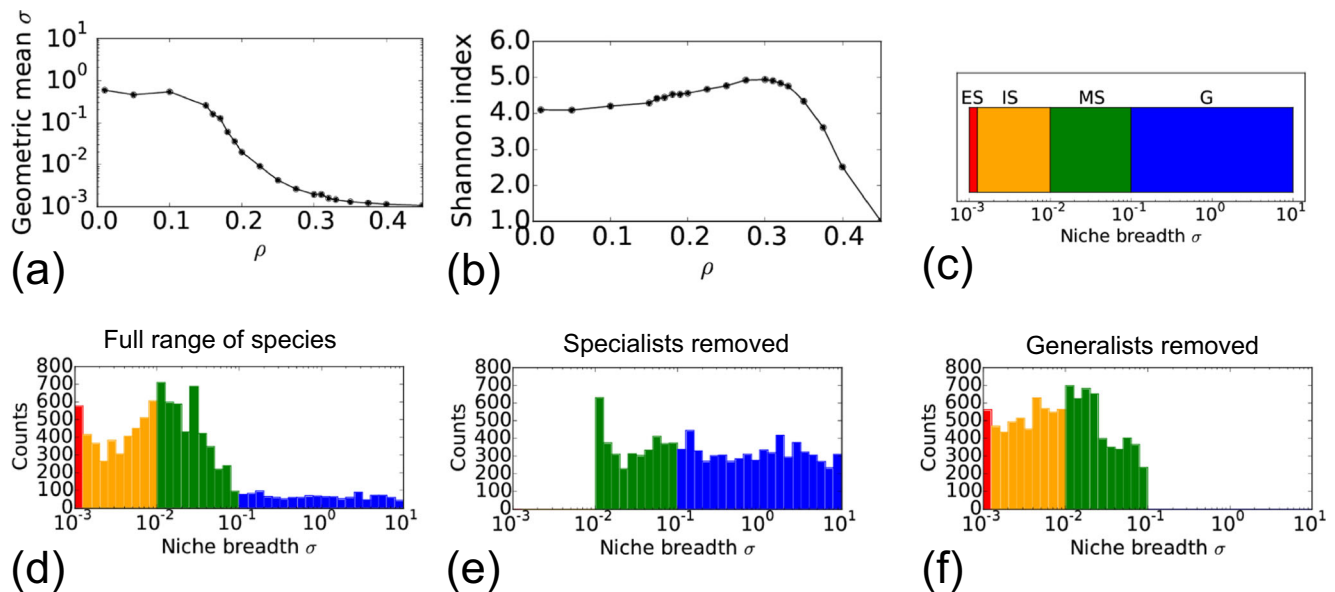 Geometric mean σ
10^1
10^0
10^-1
10^-2
10^-3
0.0 0.1 0.2 0.3 0.4
ρ
(a)
Shannon index
6.0
5.0
4.0
3.0
2.0
1.0
0.0 0.1 0.2 0.3 0.4
ρ
(b)
ES IS MS G
10^-3 10^-2 10^-1 10^0 10^1
Niche breadth σ
(c)
Full range of species
Counts
800
700
600
500
400
300
200
100
0
10^-3 10^-2 10^-1 10^0 10^1
Niche breadth σ
(d)
Specialists removed
Counts
800
700
600
500
400
300
200
100
0
10^-3 10^-2 10^-1 10^0 10^1
Niche breadth σ
(e)
Generalists removed
Counts
800
700
600
500
400
300
200
100
0
10^-3 10^-2 10^-1 10^0 10^1
Niche breadth σ
(f)